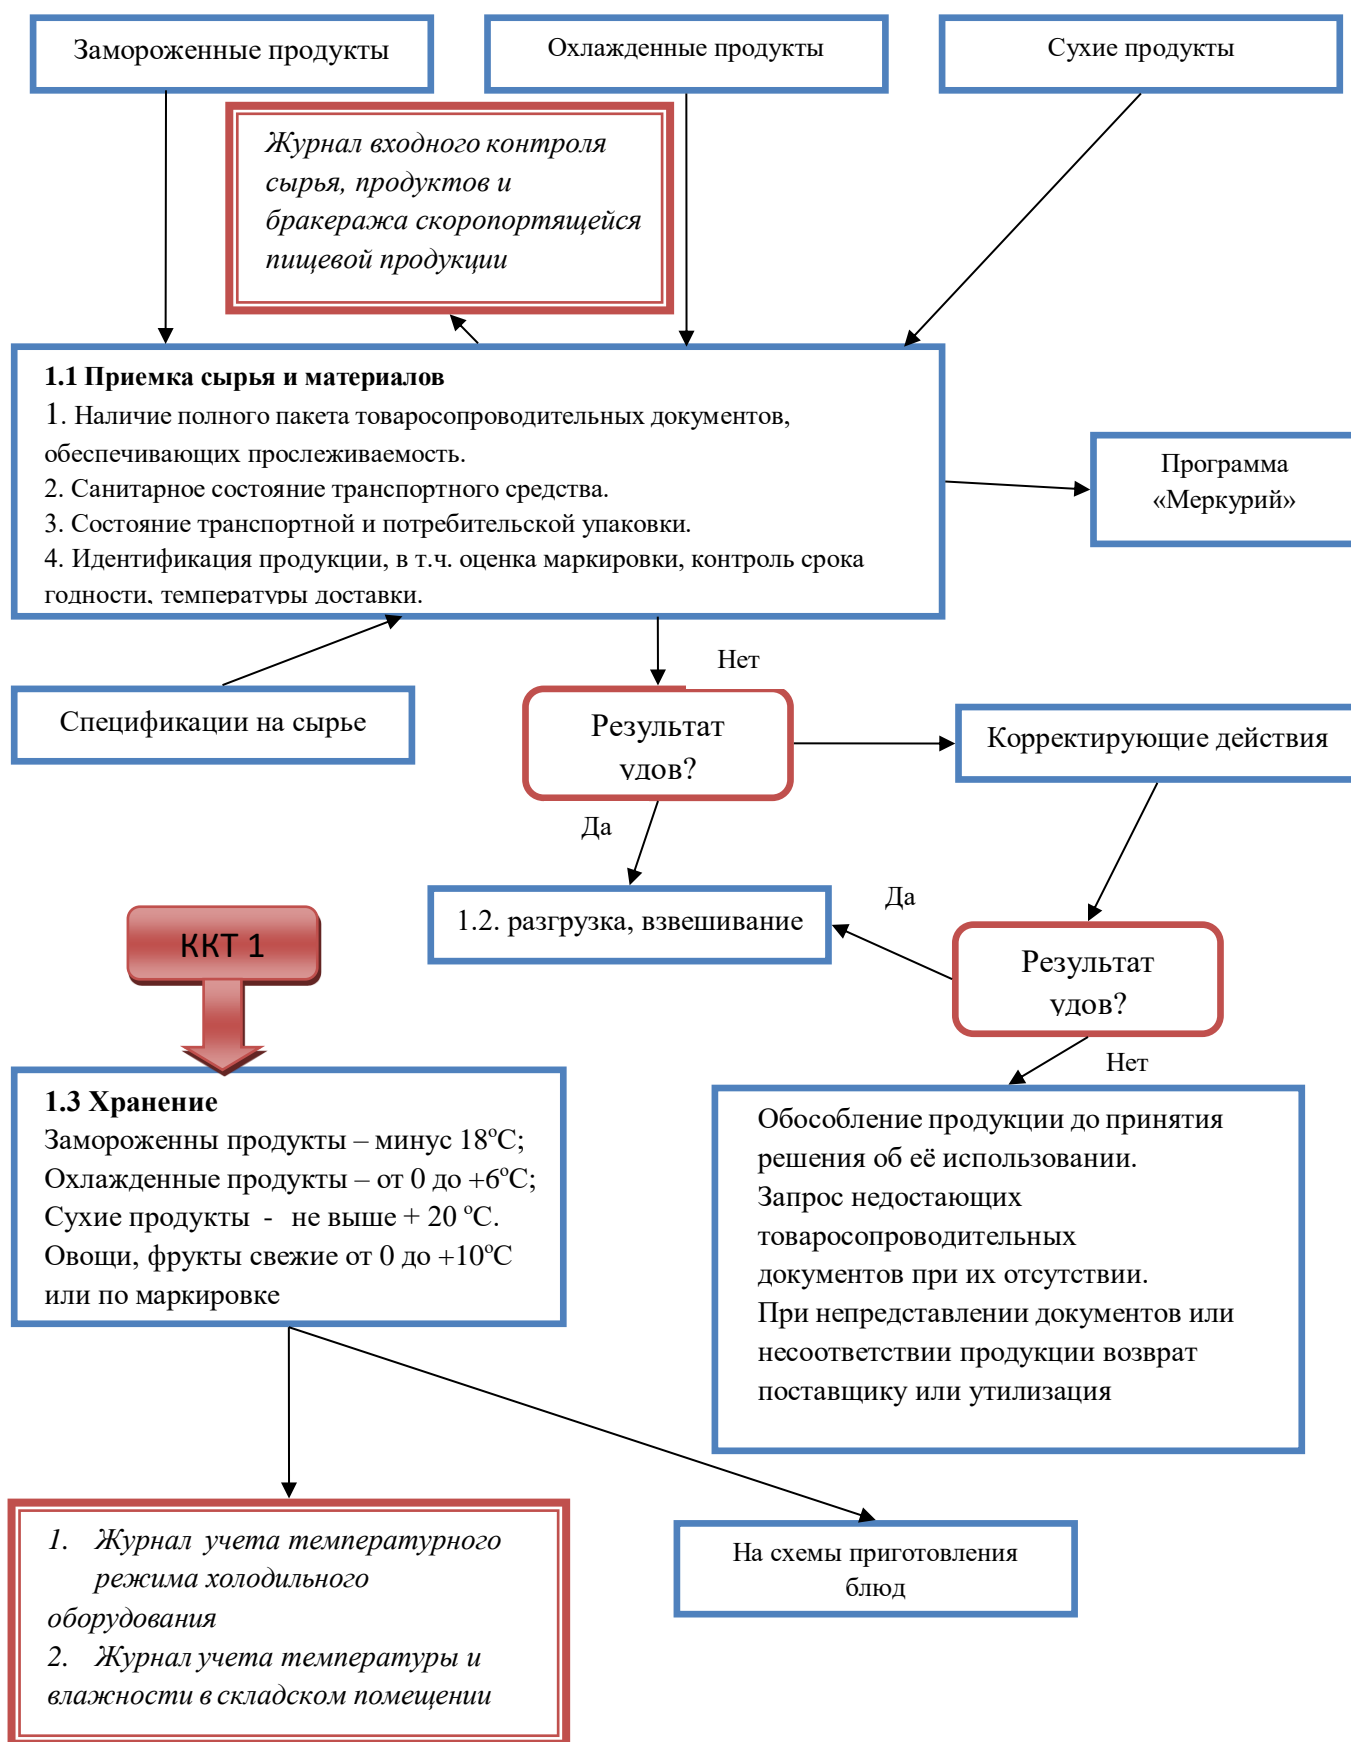 Замороженные продукты
Охлажденные продукты
Сухие продукты
Журнал входного контроля
сырья, продуктов и
бракеража скоропортящейся
пищевой продукции
1.1 Приемка сырья и материалов
1. Наличие полного пакета товаросопроводительных документов,
обеспечивающих прослеживаемость.
2. Санитарное состояние транспортного средства.
3. Состояние транспортной и потребительской упаковки.
4. Идентификация продукции, в т.ч. оценка маркировки, контроль срока
годности, температуры доставки.
Программа
«Меркурий»
Нет
Спецификации на сырье
Результат
удов?
Корректирующие действия
Да
1.2. разгрузка, взвешивание
Да
ККТ 1
Результат
удов?
Нет
1.3 Хранение
Замороженны продукты – минус 18°С;
Охлажденные продукты – от 0 до +6°С;
Сухие продукты - не выше + 20 °С.
Овощи, фрукты свежие от 0 до +10°С
или по маркировке
Обособление продукции до принятия
решения об её использовании.
Запрос недостающих
товаросопроводительных
документов при их отсутствии.
При непредставлении документов или
несоответствии продукции возврат
поставщику или утилизация
1. Журнал учета температурного
режима холодильного
оборудования
2. Журнал учета температуры и
влажности в складском помещении
На схемы приготовления
блюд